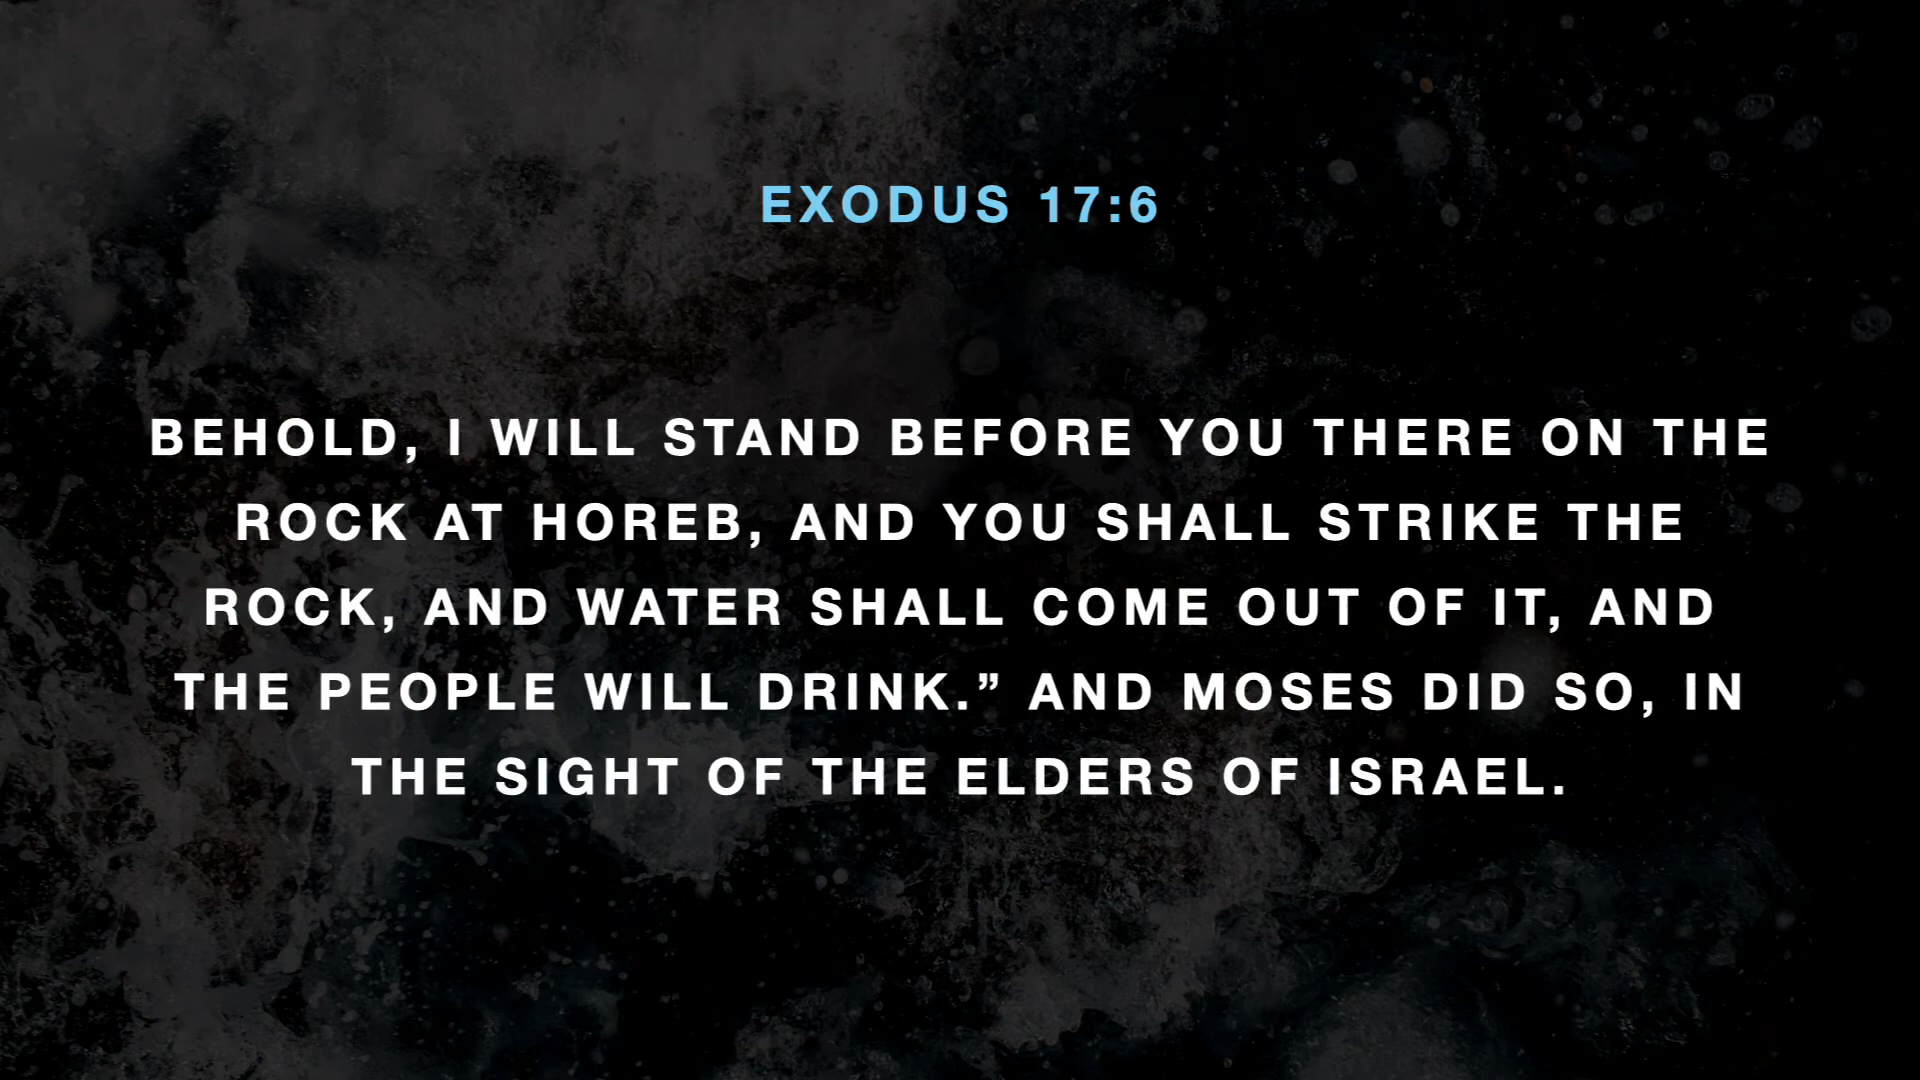 EXODUS 17:6
BEHOLD, I WILL STAND BEFORE YOU THERE ON THE
ROCK AT HOREB, AND YOU SHALL STRIKE THE
ROCK, AND WATER SHALL COME OUT OF IT, AND
THE PEOPLE WILL DRINK.” AND MOSES DID SO, IN
THE SIGHT OF THE ELDERS OF ISRAEL.